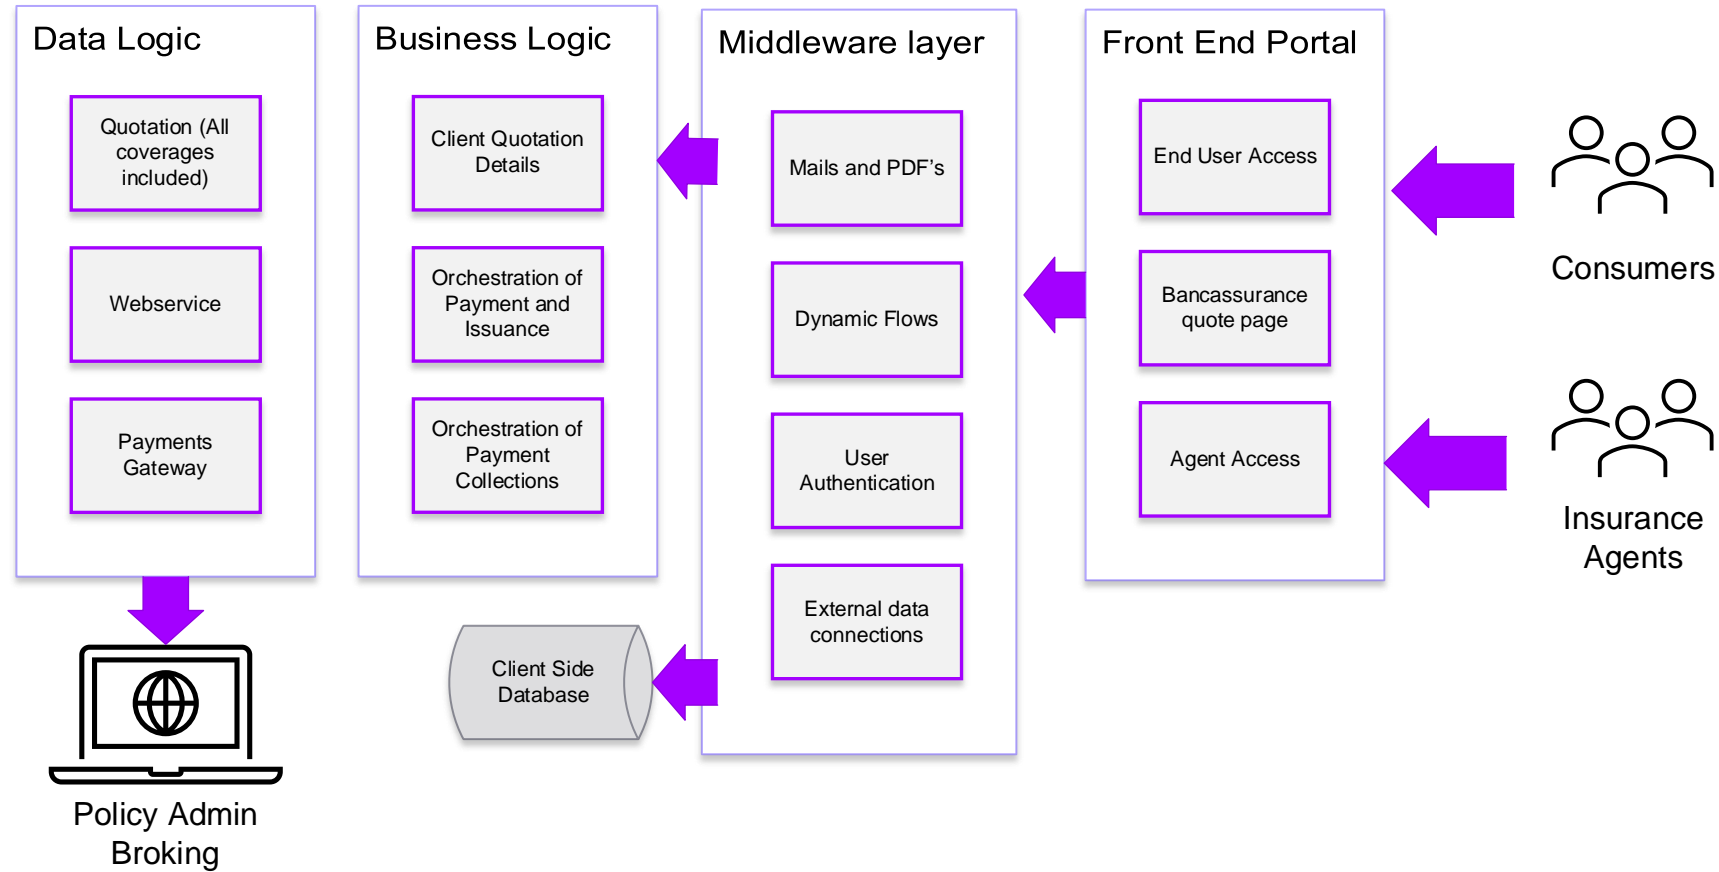 Data Logic
Quotation (All
coverages
included)
Webservice
Payments
Gateway
Policy Admin
Broking
Business Logic
Client Quotation
Details
Orchestration of
Payment and
Issuance
Orchestration of
Payment
Collections
Client Side
Database
Middleware layer
Mails and PDF’s
Dynamic Flows
User
Authentication
External data
connections
Front End Portal
End User Access
Bancassurance
quote page
Agent Access
Consumers
Insurance
Agents